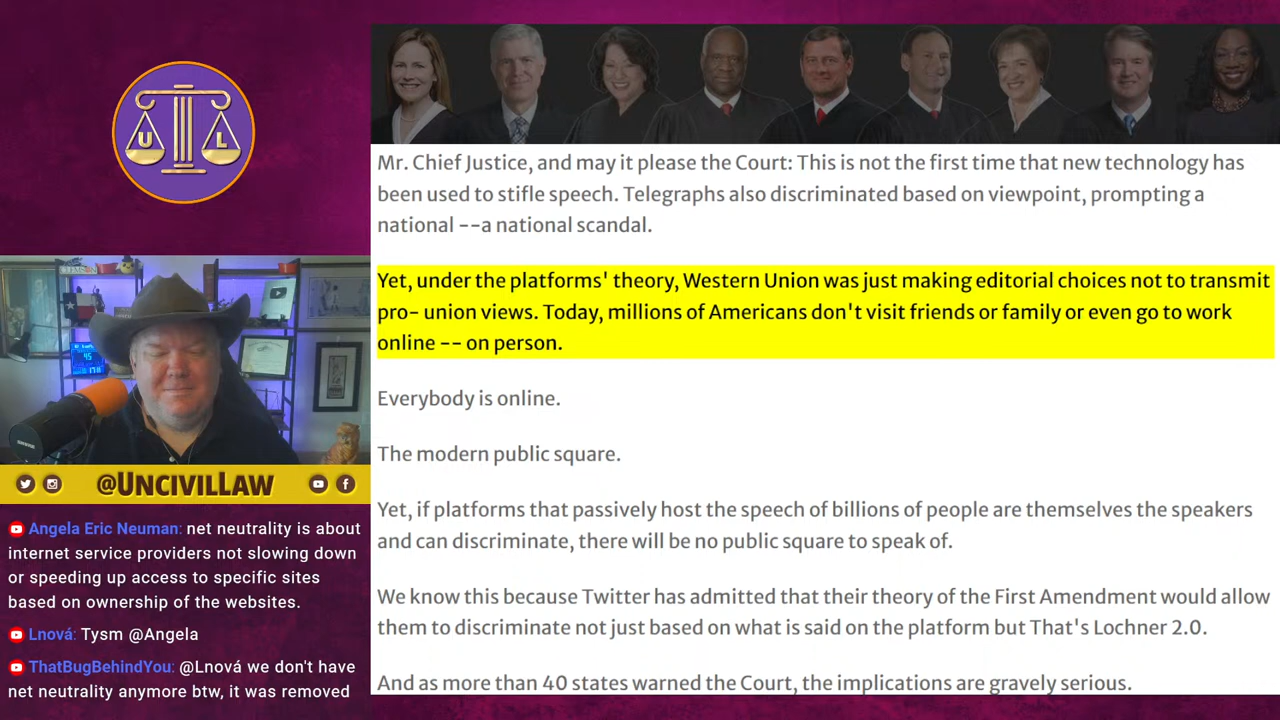 U L
Mr. Chief Justice, and may it please the Court: This is not the first time that new technology has
been used to stifle speech. Telegraphs also discriminated based on viewpoint, prompting a
national --a national scandal.
Yet, under the platforms' theory, Western Union was just making editorial choices not to transmit
pro- union views. Today, millions of Americans don't visit friends or family or even go to work
online -- on person.
Everybody is online.
The modern public square.
Yet, if platforms that passively host the speech of billions of people are themselves the speakers
and can discriminate, there will be no public square to speak of.
We know this because Twitter has admitted that their theory of the First Amendment would allow
them to discriminate not just based on what is said on the platform but That's Lochner 2.0.
And as more than 40 states warned the Court, the implications are gravely serious.
@UNCIVILLAW
Angela Eric Neuman: net neutrality is about
internet service providers not slowing down
or speeding up access to specific sites
based on ownership of the websites.
Lnová: Tysm @Angela
ThatBugBehindYou: @Lnová we don't have
net neutrality anymore btw, it was removed